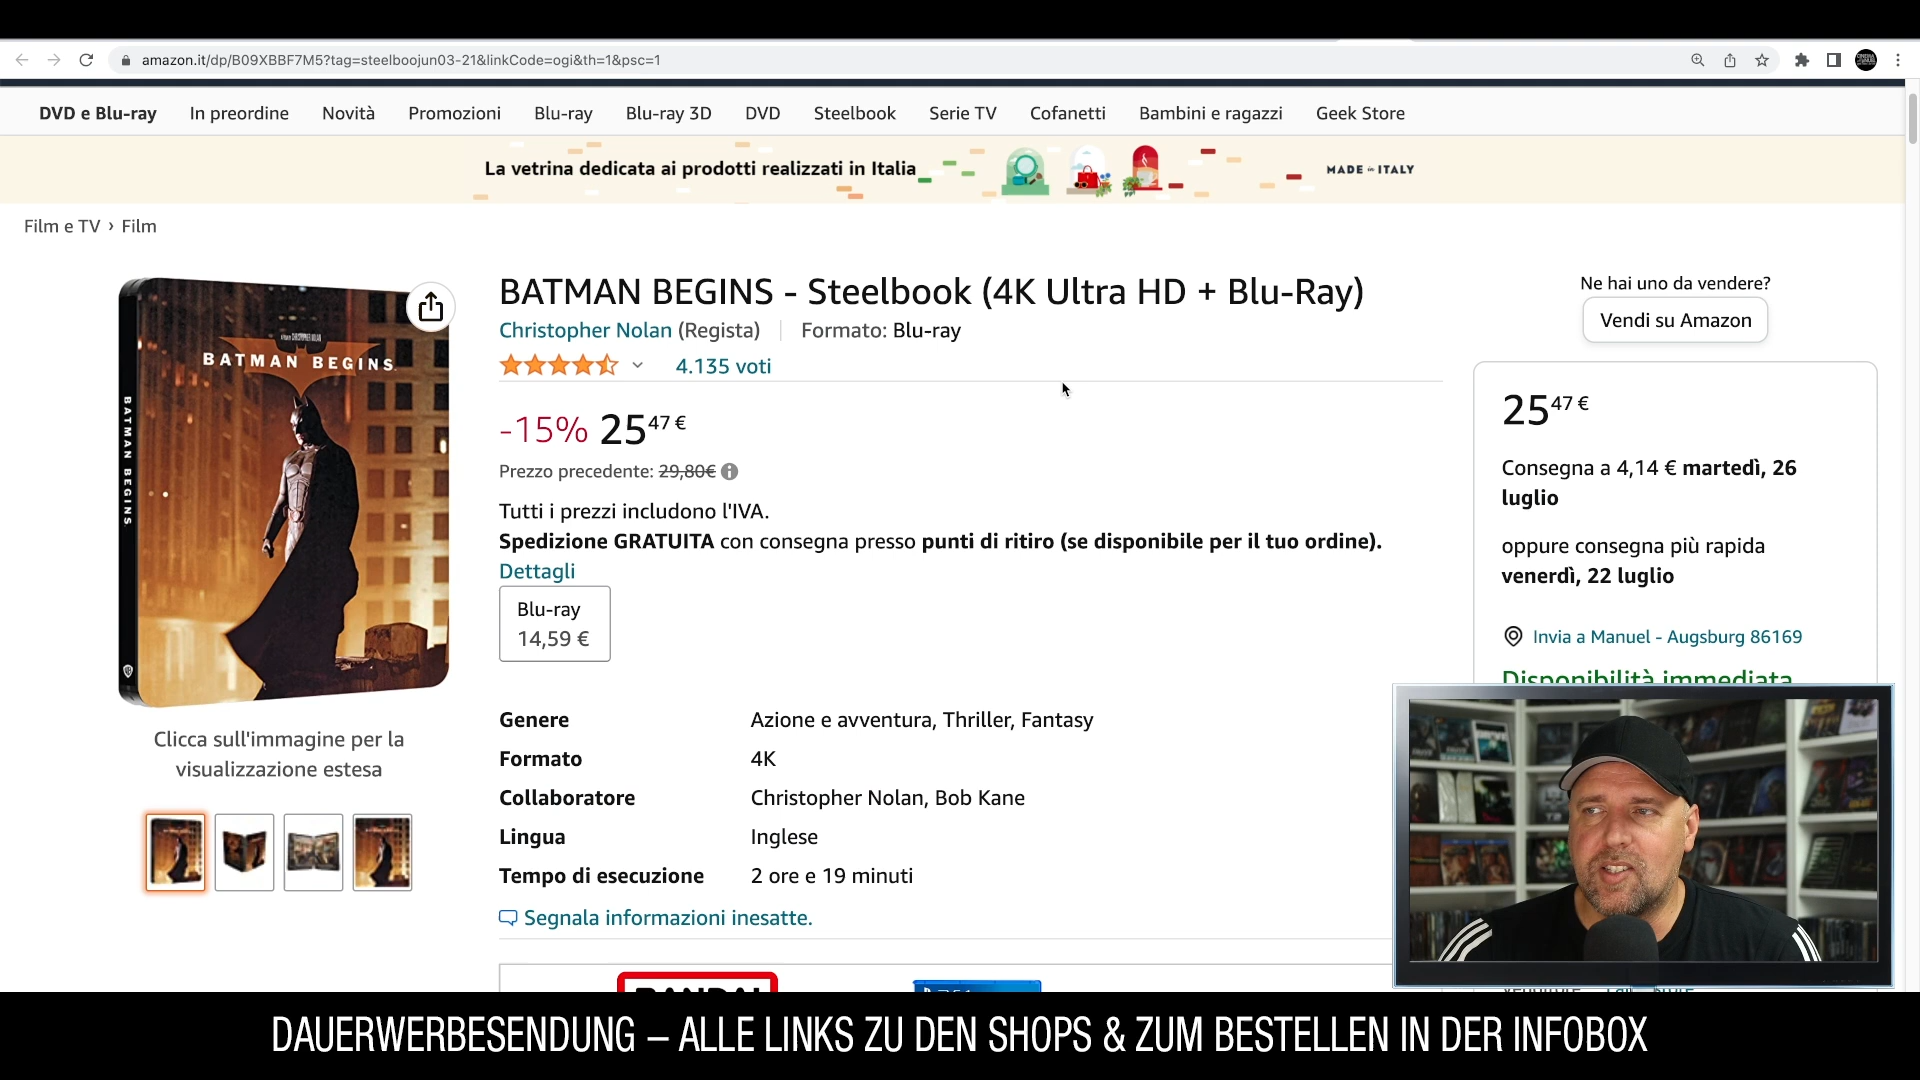 amazon.it/dp/B09XBBF7M5?tag=steelboojun03-21&linkCode=ogi&th=1&psc=1
DVD e Blu-ray In preordine Novità Promozioni Blu-ray Blu-ray 3D DVD Steelbook Serie TV Cofanetti Bambini e ragazzi Geek Store
La vetrina dedicata ai prodotti realizzati in Italia
MADE in ITALY
Film e TV › Film
BATMAN BEGINS
BATMAN BEGINS
Clicca sull'immagine per la
visualizzazione estesa
BATMAN BEGINS - Steelbook (4K Ultra HD + Blu-Ray)
Christopher Nolan (Regista) Formato: Blu-ray
4.135 voti
-15% 25 47 €
Prezzo precedente: 29,80€
Tutti i prezzi includono l'IVA.
Spedizione GRATUITA con consegna presso punti di ritiro (se disponibile per il tuo ordine).
Dettagli
Blu-ray
14,59 €
Genere Azione e avventura, Thriller, Fantasy
Formato 4K
Collaboratore Christopher Nolan, Bob Kane
Lingua Inglese
Tempo di esecuzione 2 ore e 19 minuti
Segnala informazioni inesatte.
Ne hai uno da vendere?
Vendi su Amazon
25 47 €
Consegna a 4,14 € martedì, 26
luglio
oppure consegna più rapida
venerdì, 22 luglio
Invia a Manuel - Augsburg 86169
Disponibilità immediata
BANDAI
DAUERWERBESENDUNG – ALLE LINKS ZU DEN SHOPS & ZUM BESTELLEN IN DER INFOBOX